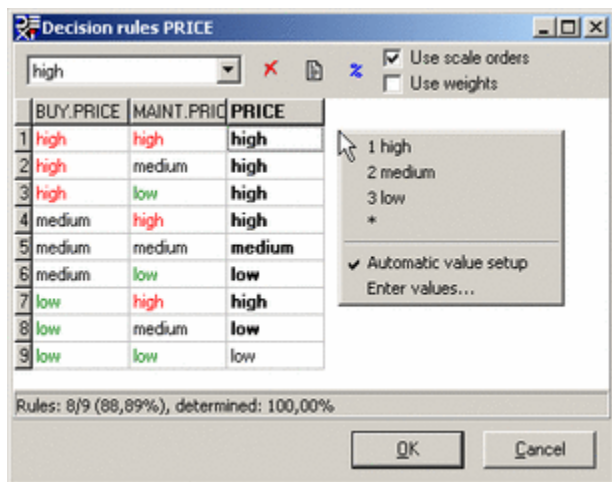 Decision rules PRICE
high
Use scale orders
Use weights
BUY.PRICE MAINT.PRIC PRICE
1 high high high
2 high medium high
3 high low high
4 medium high high
5 medium medium medium
6 medium low low
7 low high high
8 low medium low
9 low low low
1 high
2 medium
3 low
*
Automatic value setup
Enter values...
Rules: 8/9 (88,89%), determined: 100,00%
OK Cancel